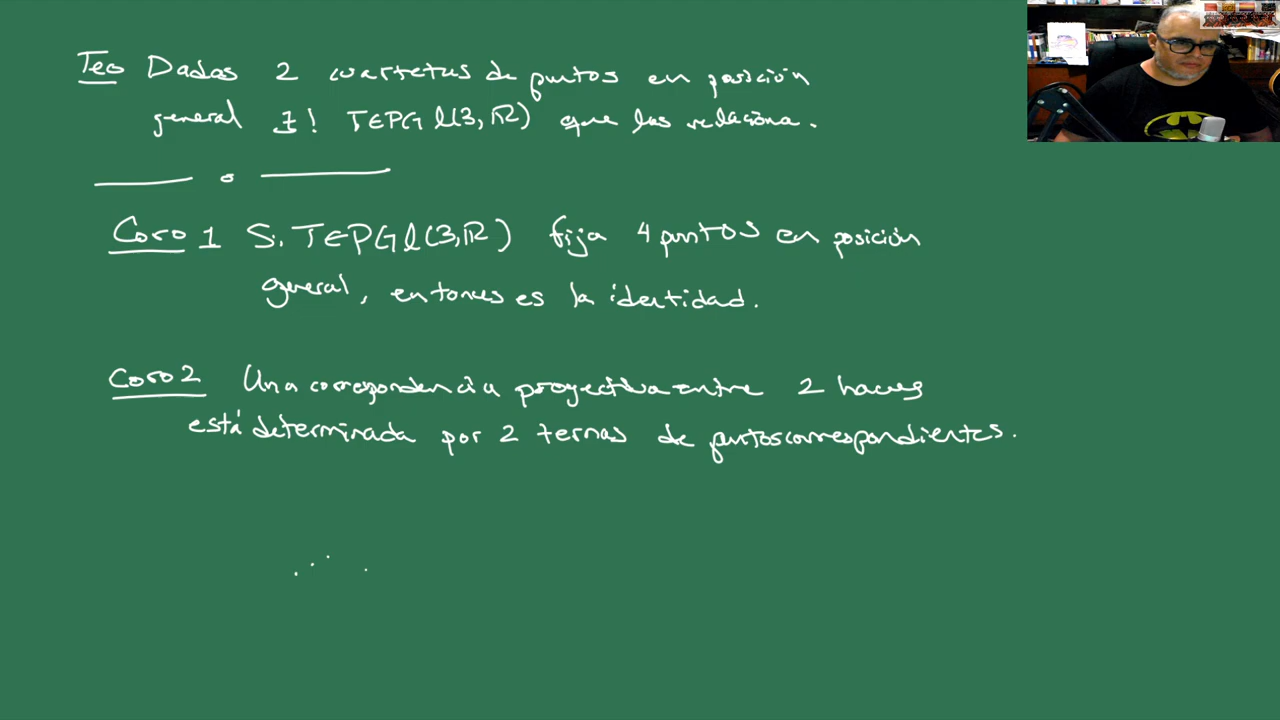 Teo Dados 2 cuartetas de puntos en posición
general ∃! T∈PGl(3,ℝ) que las relaciona.
Coro 1 Si T∈PGl(3,ℝ) fija 4 puntos en posición
general, entonces es la identidad.
Coro 2 Una correspondencia proyectiva entre 2 haces
está determinada por 2 ternas de puntos correspondientes.